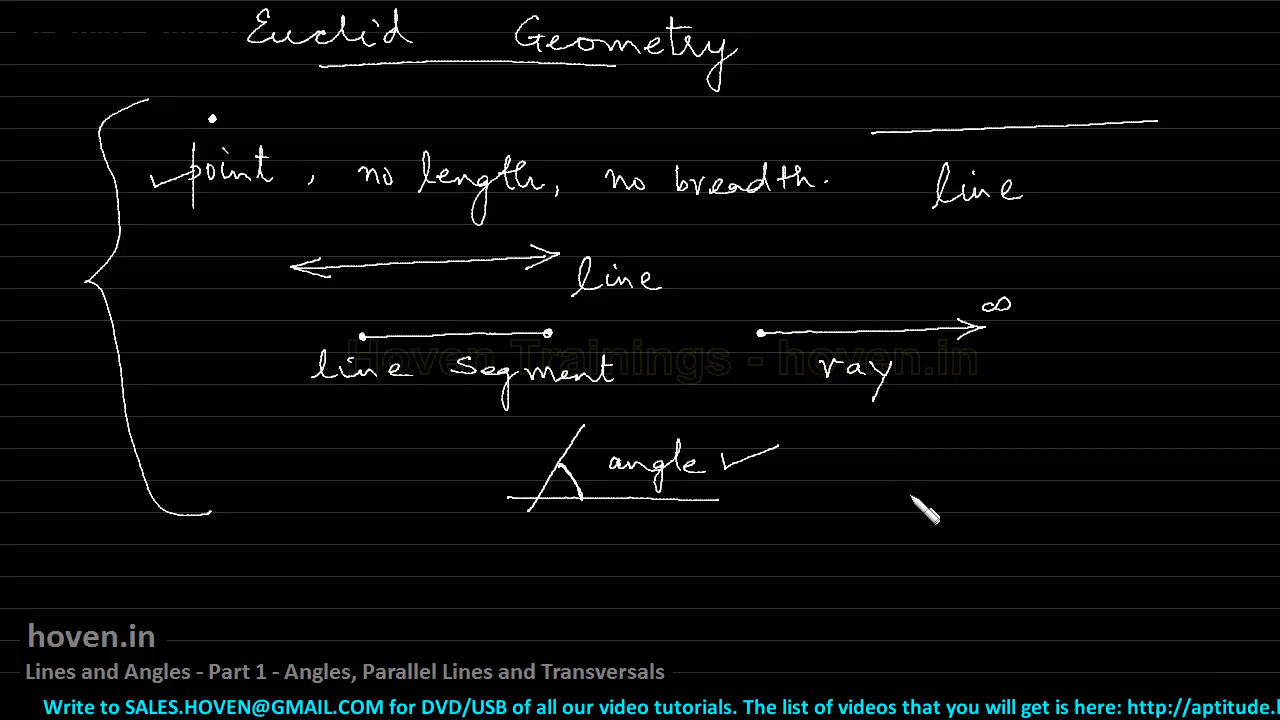 Euclid Geometry
point, no length, no breadth.
line
line
∞
line segment
ray
Hoven Trainings - hoven.in
angle
hoven.in
Lines and Angles - Part 1 - Angles, Parallel Lines and Transversals
Write to SALES.HOVEN@GMAIL.COM for DVD/USB of all our video tutorials. The list of videos that you will get is here: http://aptitude.